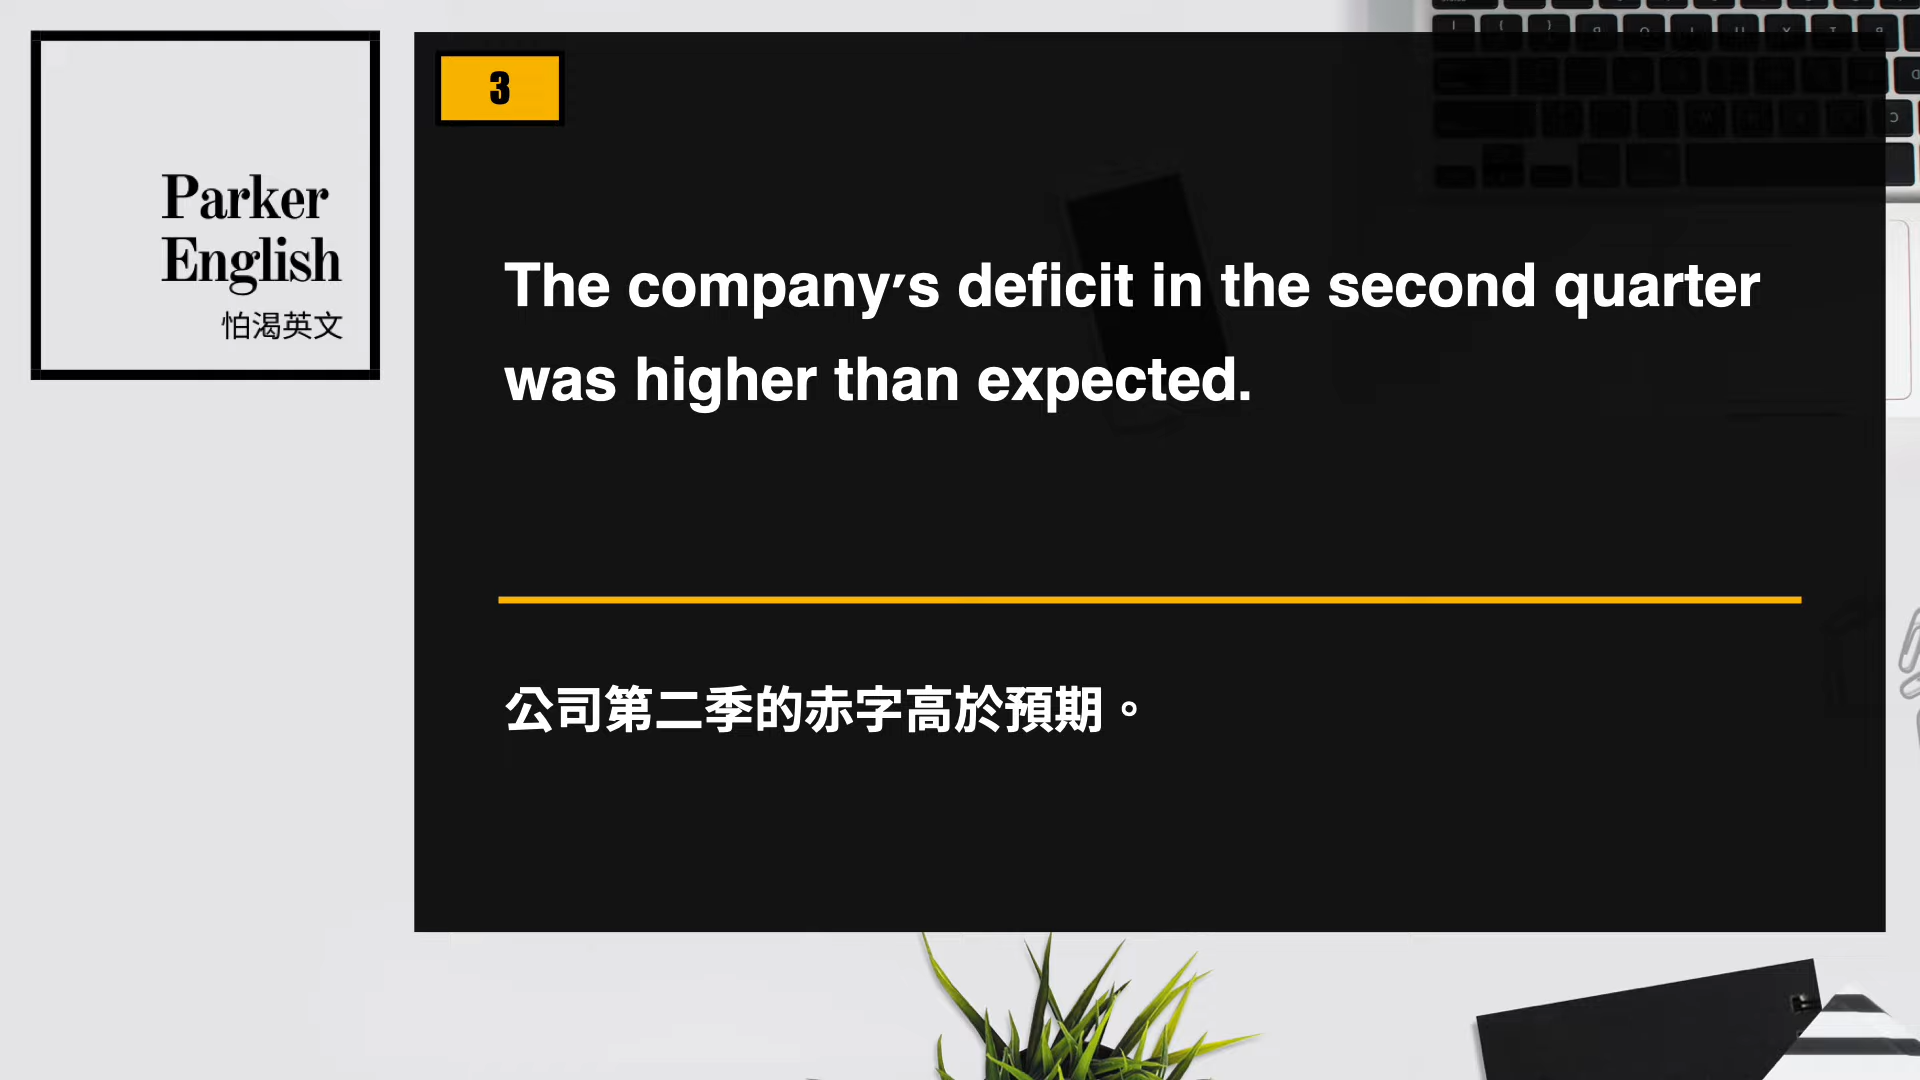 Parker
English
怕渴英文
3
The company's deficit in the second quarter
was higher than expected.
公司第二季的赤字高於預期。